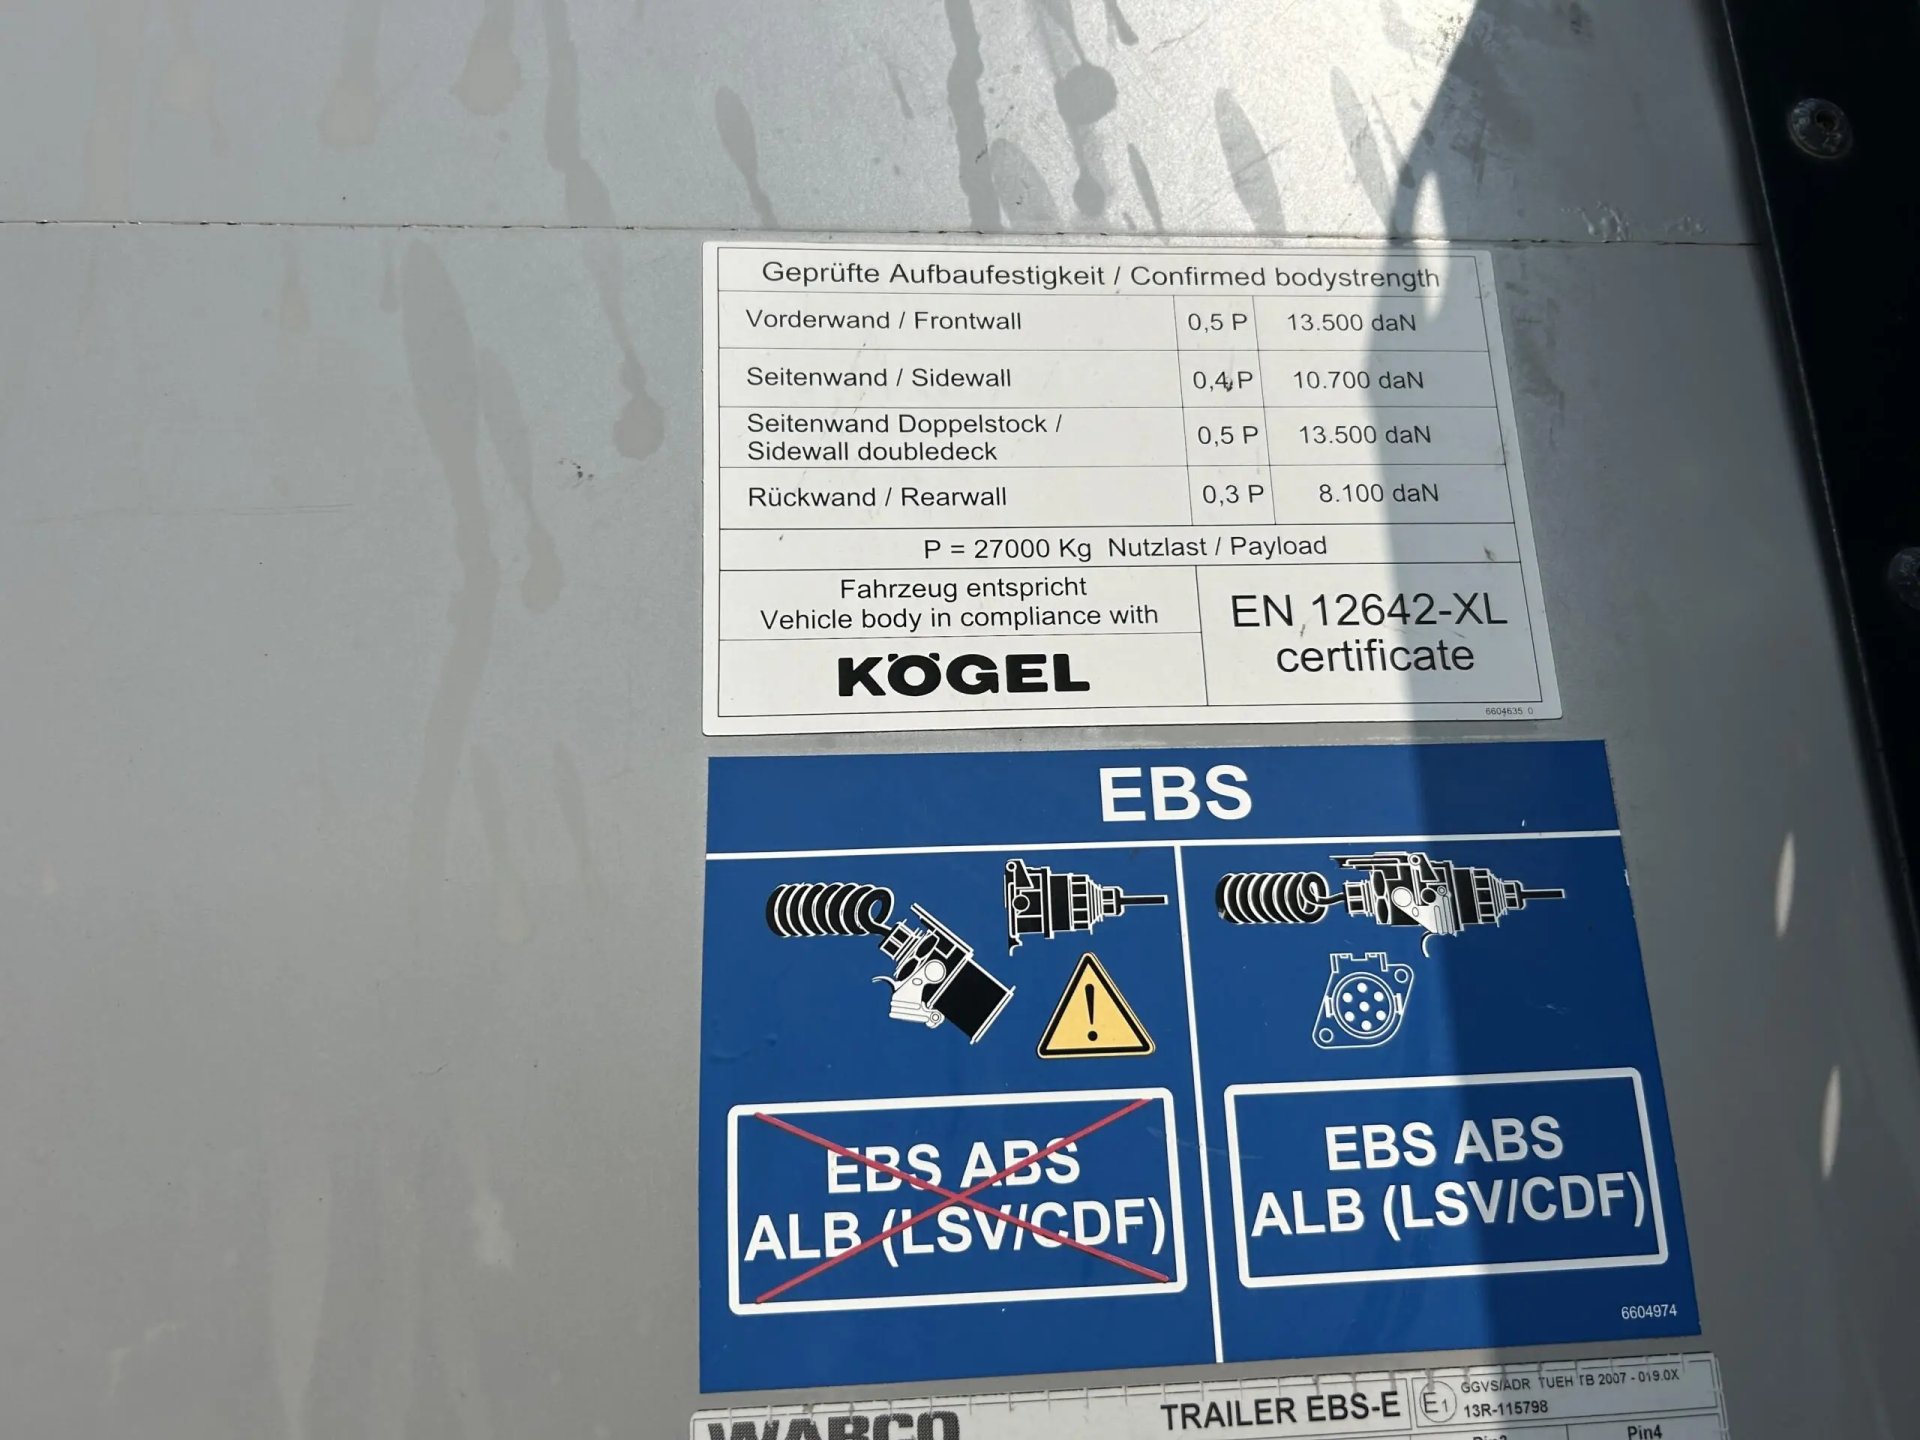 Geprüfte Aufbaufestigkeit / Confirmed bodystrength
Vorderwand / Frontwall 0,5 P 13.500 daN
Seitenwand / Sidewall 0,4 P 10.700 daN
Seitenwand Doppelstock /
Sidewall doubledeck 0,5 P 13.500 daN
Rückwand / Rearwall 0,3 P 8.100 daN
P = 27000 Kg Nutzlast / Payload
Fahrzeug entspricht
Vehicle body in compliance with
KÖGEL
EN 12642-XL
certificate
6604635 0
EBS
EBS ABS
ALB (LSV/CDF)
EBS ABS
ALB (LSV/CDF)
6604974
WABCO
TRAILER EBS-E
E1
GGVS/ADR TUEH TB 2007 - 019.0X
13R-115798
Pin4